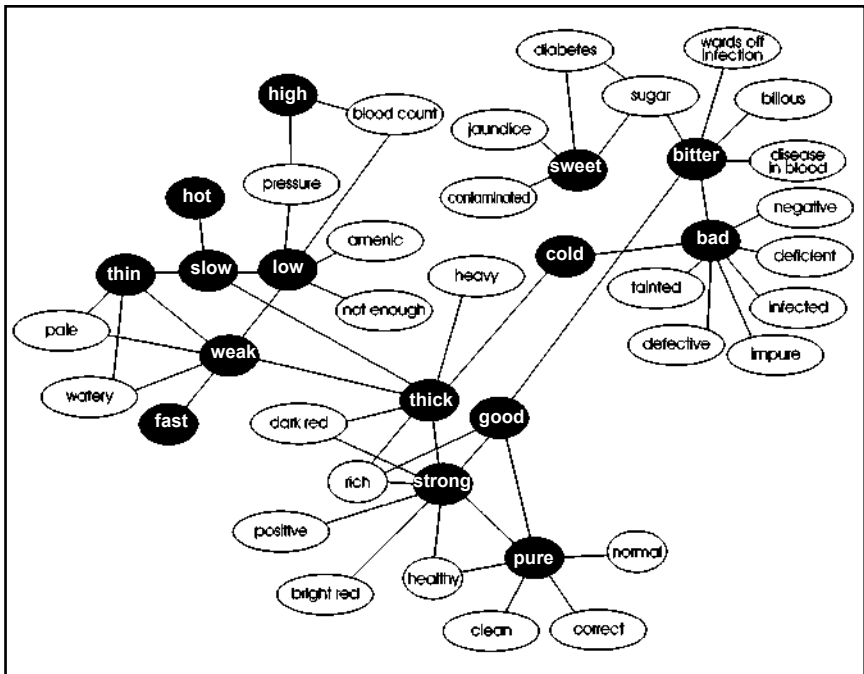 diabetes
wards off
infection
high
sugar
blood count
billous
jaundice
sweet
bitter
disease
in blood
pressure
hot
contaminated
negative
amenic
bad
cold
deficient
thin
slow
low
heavy
tainted
not enough
infected
pale
weak
defective
impure
watery
thick
fast
dark red
good
rich
strong
positive
normal
pure
healthy
bright red
clean
correct